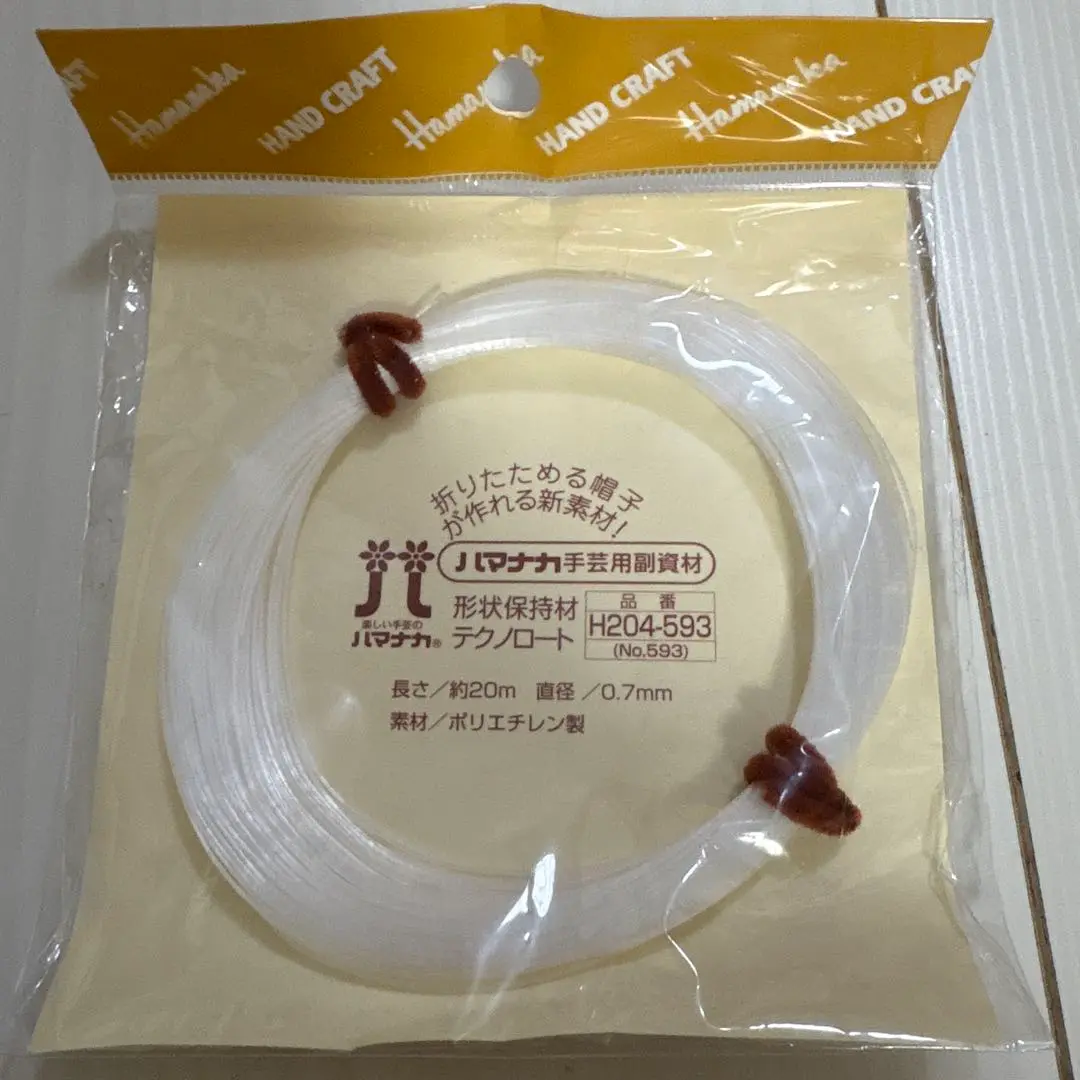 Hamanaka HAND CRAFT Hamanaka HAND CRAFT Hamanaka HAND CRAFT
折りたためる帽子
が作れる新素材!
ハマナカ手芸用副資材
楽しい手芸の
ハマナカ®
形状保持材
テクノロート
品番
H204-593
(No.593)
長さ/約20m 直径/0.7mm
素材/ポリエチレン製